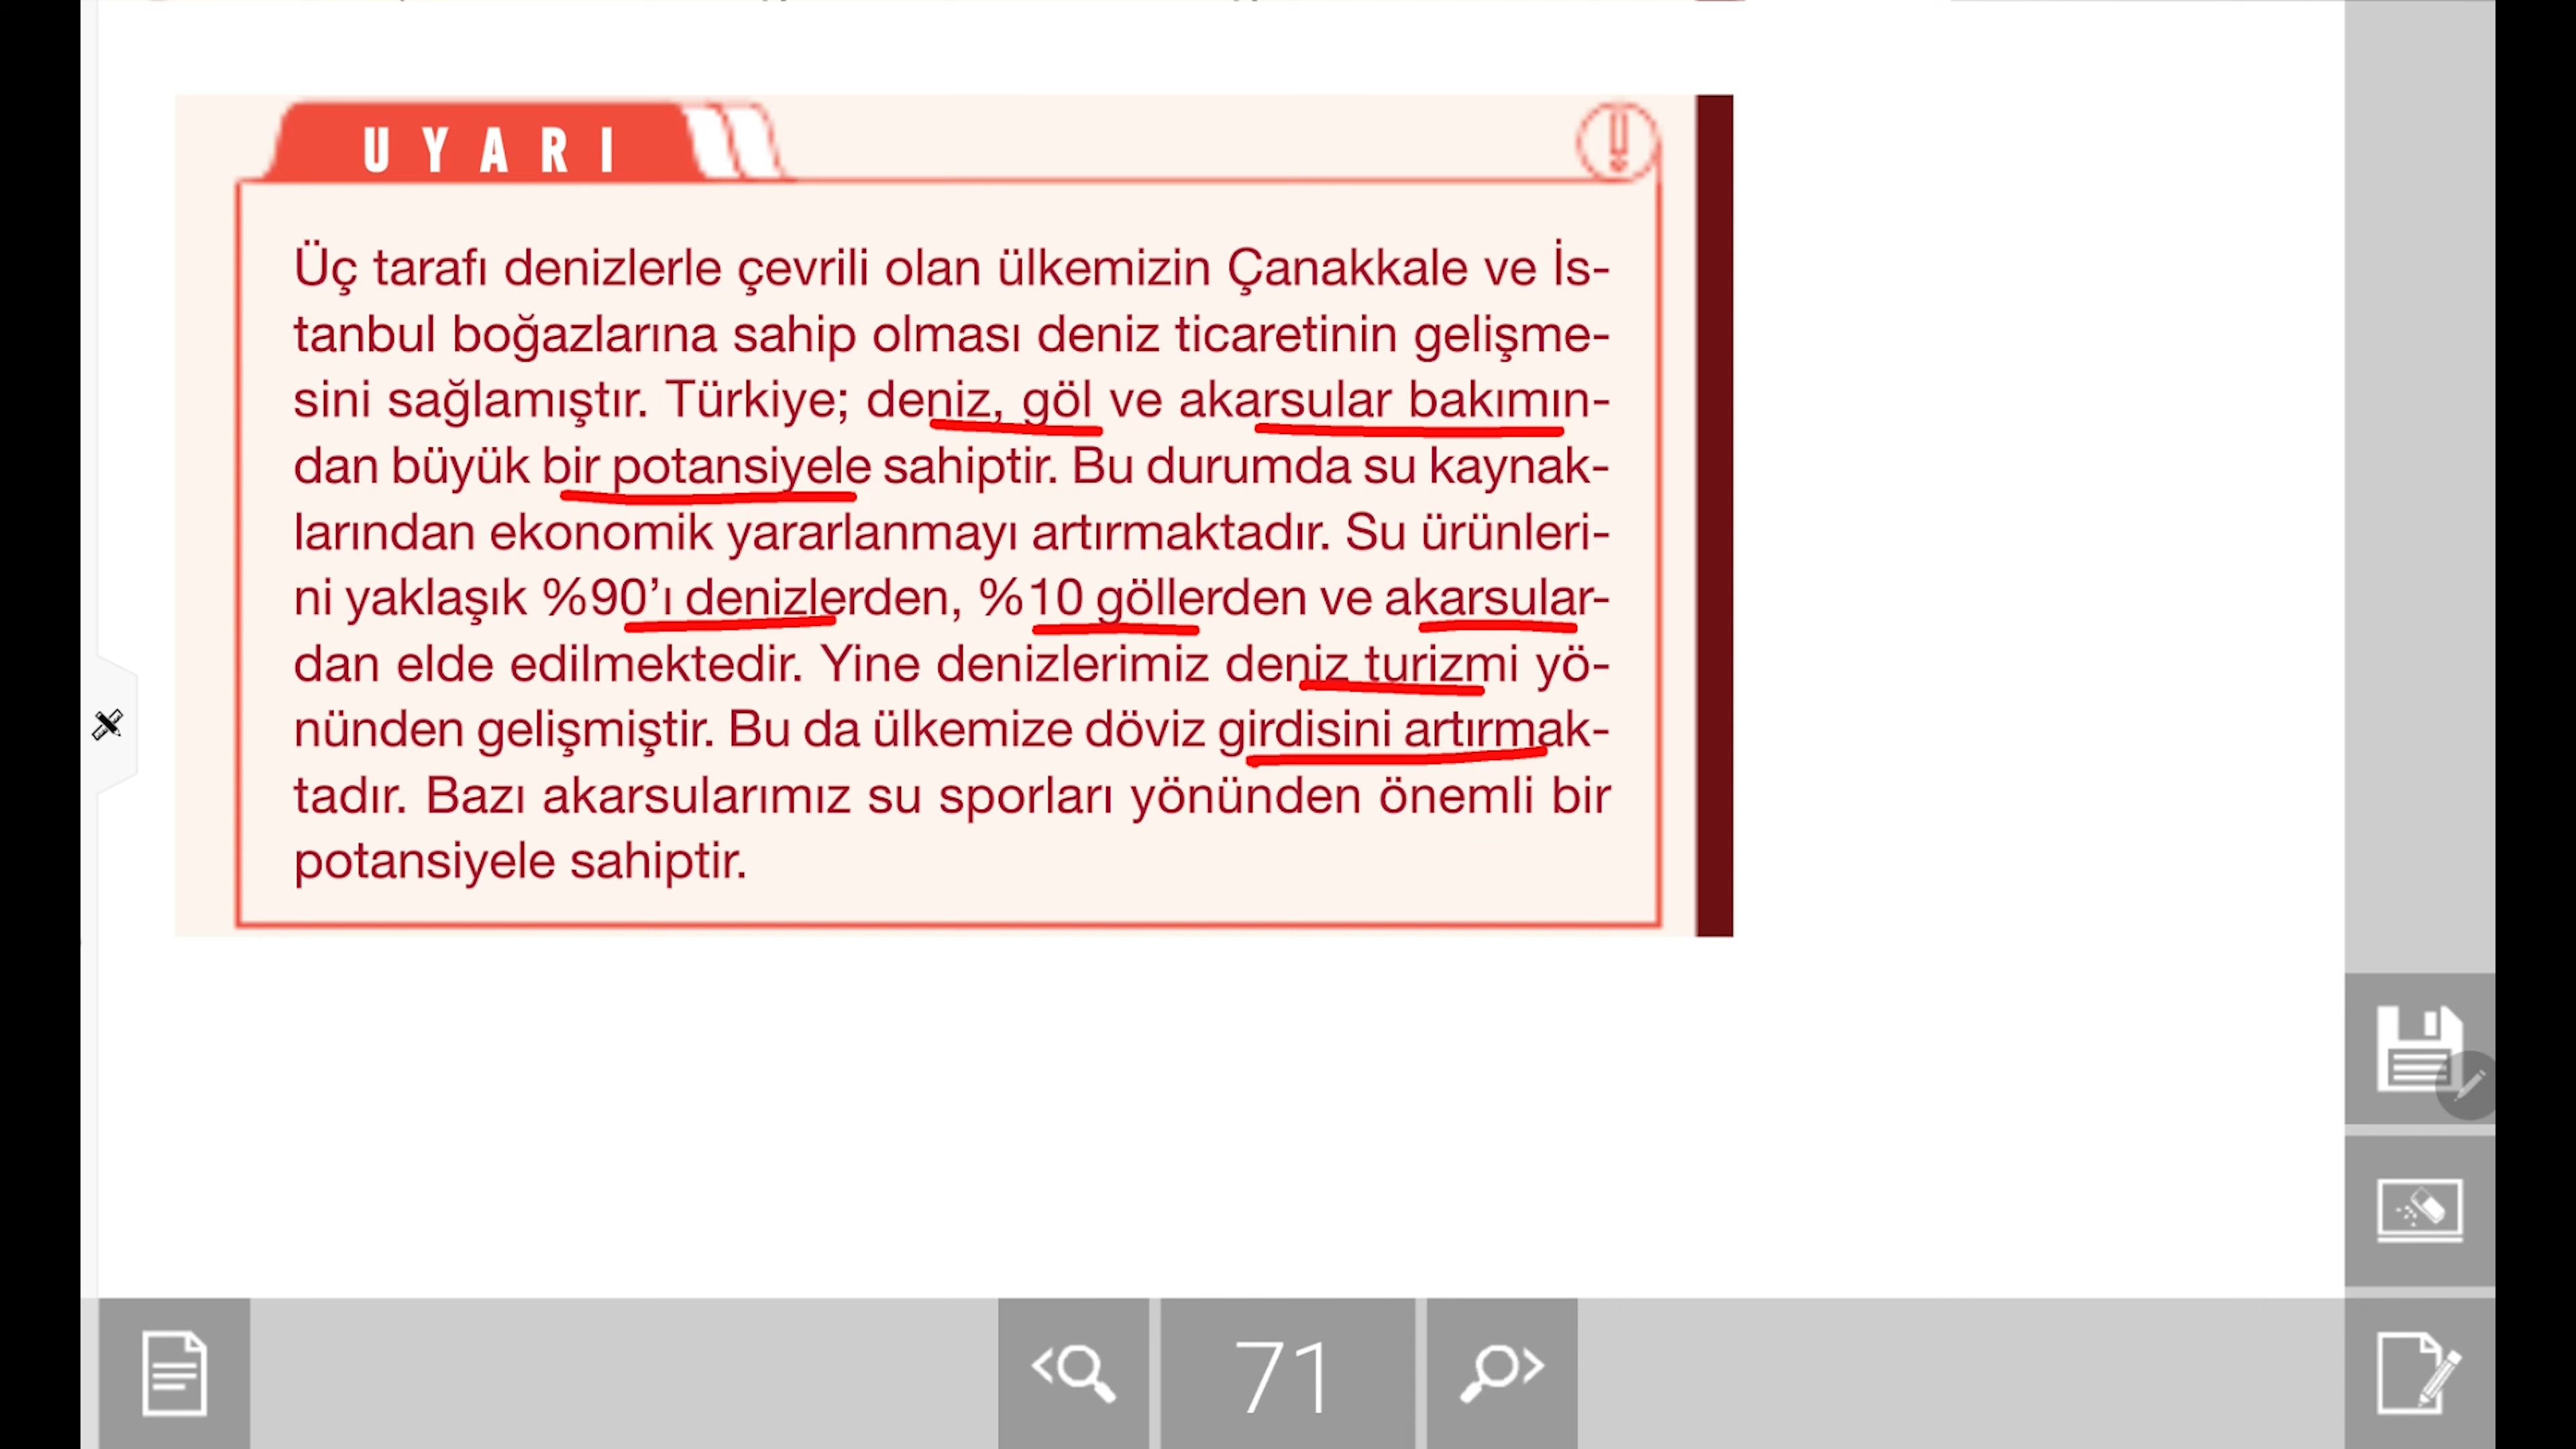 UYARI
Üç tarafı denizlerle çevrili olan ülkemizin Çanakkale ve İs-
tanbul boğazlarına sahip olması deniz ticaretinin gelişme-
sini sağlamıştır. Türkiye; deniz, göl ve akarsular bakımın-
dan büyük bir potansiyele sahiptir. Bu durumda su kaynak-
larından ekonomik yararlanmayı artırmaktadır. Su ürünleri-
ni yaklaşık %90’ı denizlerden, %10 göllerden ve akarsular-
dan elde edilmektedir. Yine denizlerimiz deniz turizmi yö-
nünden gelişmiştir. Bu da ülkemize döviz girdisini artırmak-
tadır. Bazı akarsularımız su sporları yönünden önemli bir
potansiyele sahiptir.
71